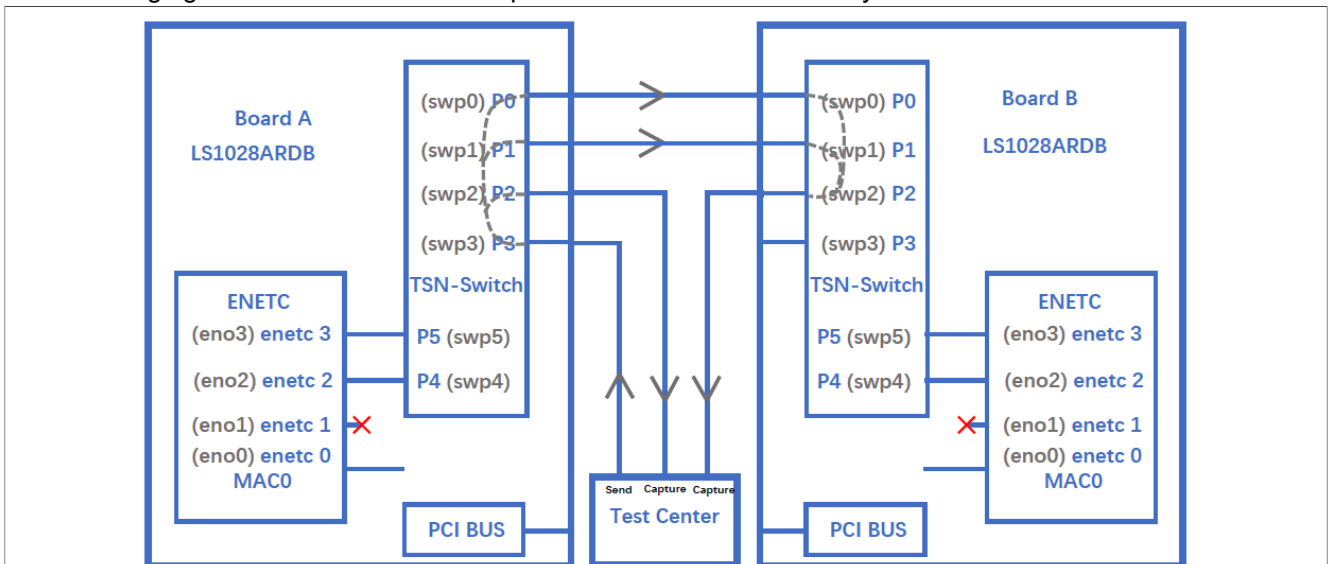 Board A
LS1028ARDB
(swp0) P0
(swp1) P1
(swp2) P2
(swp3) P3
TSN-Switch
P5 (swp5)
P4 (swp4)
ENETC
(eno3) enetc 3
(eno2) enetc 2
(eno1) enetc 1
(eno0) enetc 0
MAC0
PCI BUS
Send Capture Capture
Test Center
Board B
LS1028ARDB
(swp0) P0
(swp1) P1
(swp2) P2
(swp3) P3
TSN-Switch
P5 (swp5)
P4 (swp4)
ENETC
(eno3) enetc 3
(eno2) enetc 2
(eno1) enetc 1
(eno0) enetc 0
MAC0
PCI BUS